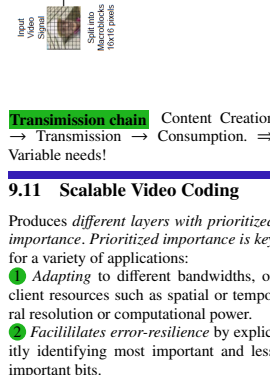 Input
Video
Signal
Split into
Macroblocks
16x16 pixels
Transimission chain Content Creation
→ Transmission → Consumption. ⇒
Variable needs!
9.11 Scalable Video Coding
Produces different layers with prioritized
importance. Prioritized importance is key
for a variety of applications:
1 Adapting to different bandwidths, o
client resources such as spatial or tempo
ral resolution or computational power.
2 Facililates error-resilience by explic
itly identifying most important and less
important bits.